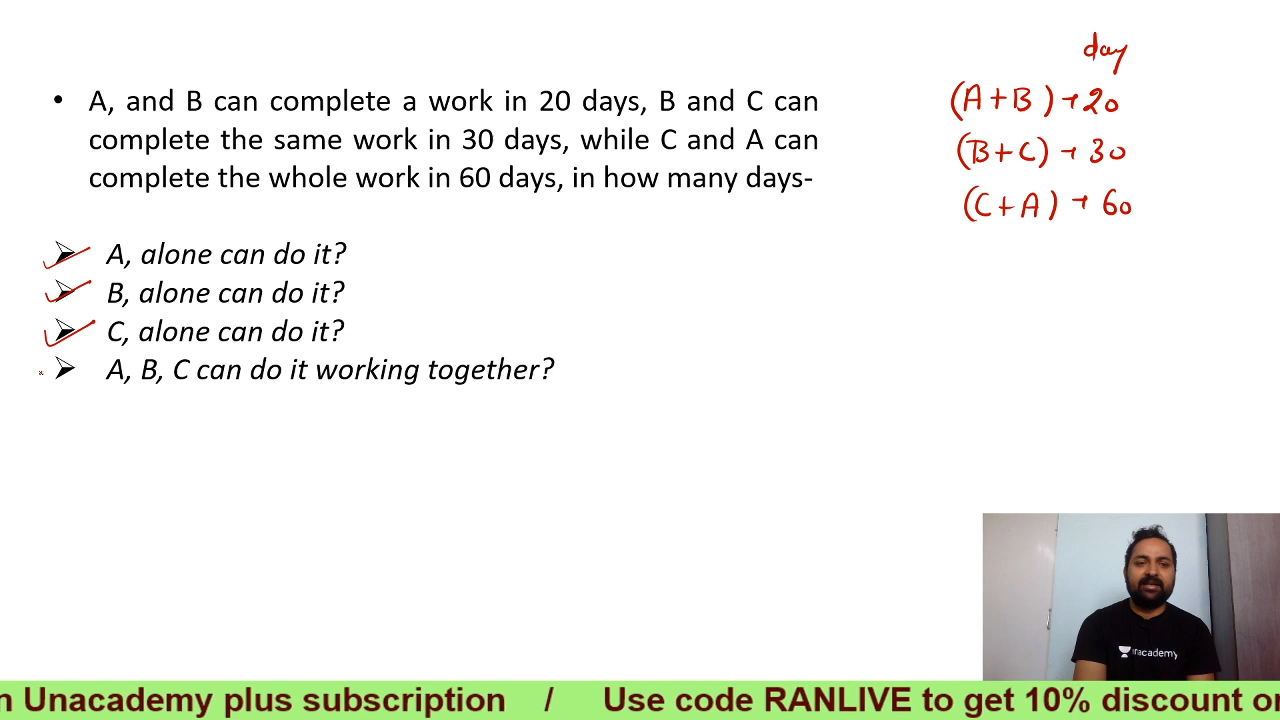 • A, and B can complete a work in 20 days, B and C can
complete the same work in 30 days, while C and A can
complete the whole work in 60 days, in how many days-
day
(A+B) → 20
(B+C) → 30
(C+A) → 60
➢ A, alone can do it?
➢ B, alone can do it?
➢ C, alone can do it?
➢ A, B, C can do it working together?
unacademy
n Unacademy plus subscription / Use code RANLIVE to get 10% discount o